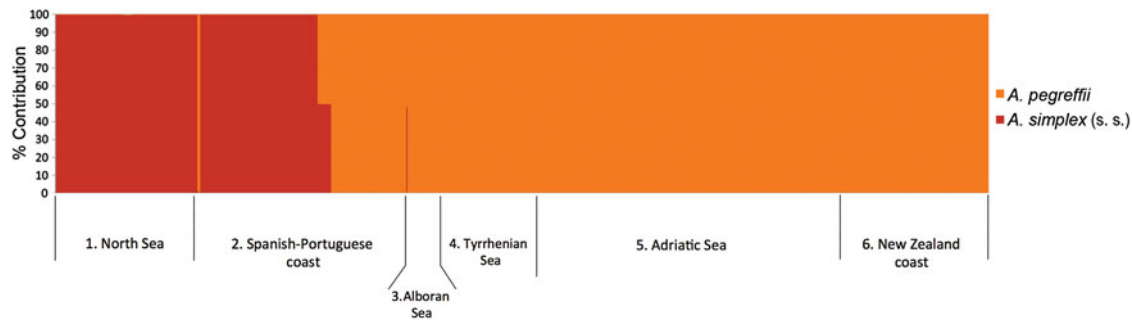 % Contribution
100
90
80
70
60
50
40
30
20
10
0
A. pegreffii
A. simplex (s. s.)
1. North Sea
2. Spanish-Portuguese
coast
3.Alboran
Sea
4. Tyrrhenian
Sea
5. Adriatic Sea
6. New Zealand
coast